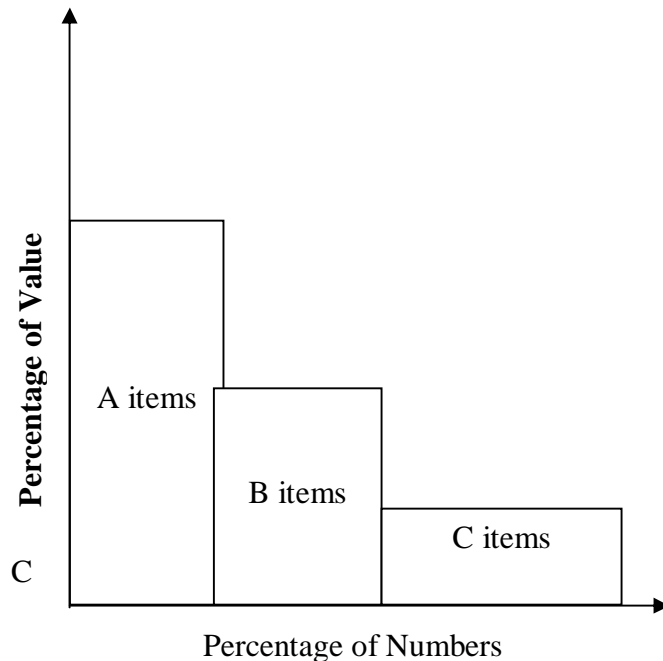 Percentage of Value
A items
B items
C items
C
Percentage of Numbers